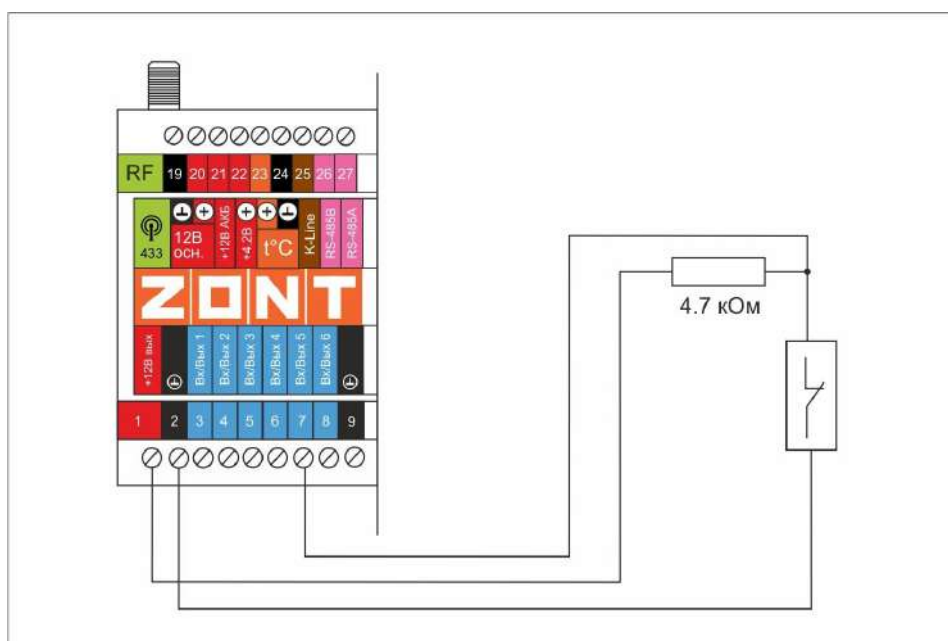 RF 19 20 21 22 23 24 25 26 27
433
12В
осн.
+12В АКБ
+4.2В
t°C
K-Line
RS-485B
RS-485A
ZONT
+12В вых
Вх/Вых 1
Вх/Вых 2
Вх/Вых 3
Вх/Вых 4
Вх/Вых 5
Вх/Вых 6
1 2 3 4 5 6 7 8 9
4.7 кОм